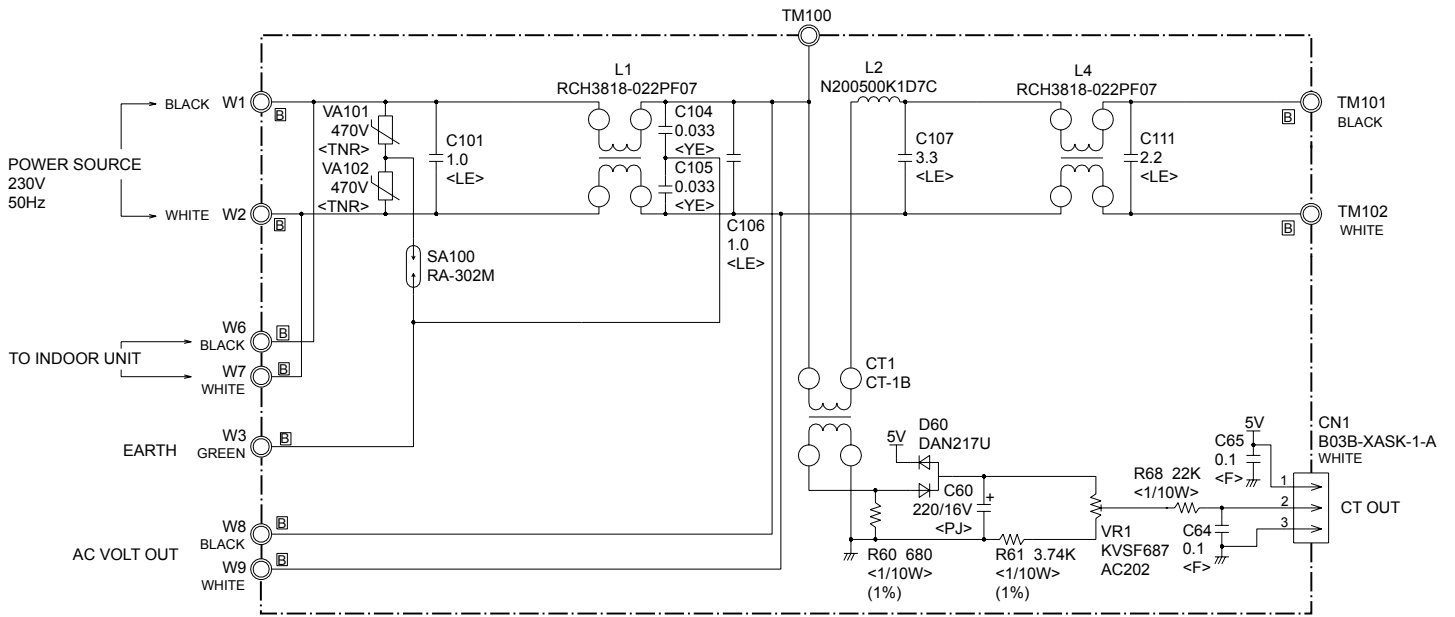 TM100
L1
RCH3818-022PF07
L2
N200500K1D7C
L4
RCH3818-022PF07
BLACK W1
B
VA101
470V
<TNR>
VA102
470V
<TNR>
C101
1.0
<LE>
C104
0.033
<YE>
C105
0.033
<YE>
C106
1.0
<LE>
C107
3.3
<LE>
C111
2.2
<LE>
B
TM101
BLACK
POWER SOURCE
230V
50Hz
WHITE W2
B
B
TM102
WHITE
SA100
RA-302M
TO INDOOR UNIT
W6
BLACK
B
W7
WHITE
B
CT1
CT-1B
EARTH
W3
GREEN
B
D60
DAN217U
5V
C60
220/16V
+
<PJ>
R60 680
<1/10W>
(1%)
R61 3.74K
<1/10W>
(1%)
VR1
KVSF687
AC202
R68 22K
<1/10W>
C65
0.1
<F>
5V
C64
0.1
<F>
CN1
B03B-XASK-1-A
WHITE
1
2
3
CT OUT
AC VOLT OUT
W8
BLACK
B
W9
WHITE
B